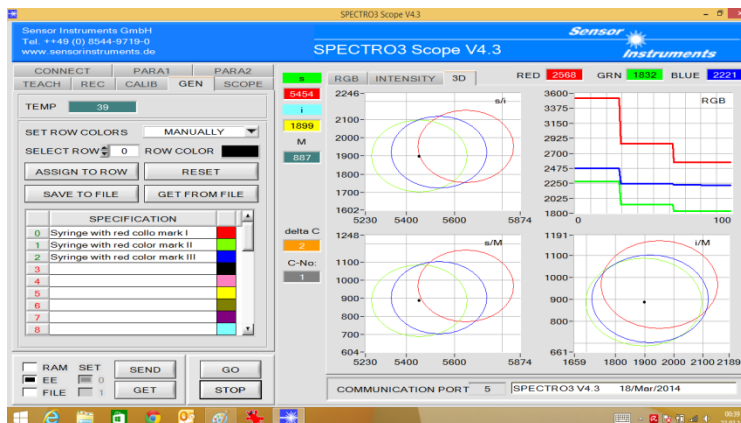 SPECTRO3 Scope V4.3
Sensor Instruments GmbH
Tel. ++49 (0) 8544-9719-0
www.sensorinstruments.de
SPECTRO3 Scope V4.3
Sensor
Instruments
CONNECT PARA1 PARA2
TEACH REC CALIB GEN SCOPE
TEMP 39
SET ROW COLORS MANUALLY
SELECT ROW 0 ROW COLOR
ASSIGN TO ROW RESET
SAVE TO FILE GET FROM FILE
SPECIFICATION
0 Syringe with red collo mark I
1 Syringe with red color mark II
2 Syringe with red color mark III
3
4
5
6
7
8
RAM SET SEND GO
EE 0
FILE 1 GET STOP
s
5454
i
1899
M
887
delta C
2
C-No:
1
RGB INTENSITY 3D
RED 2568 GRN 1832 BLUE 2221
2246
2100
2000
1900
1800
1700
1602
s/i
5230 5400 5600 5874
3600
3375
3150
2925
2700
2475
2250
2025
1800
RGB
0 100
1248
1100
1000
900
800
700
604
s/M
5230 5400 5600 5874
1191
1100
1000
900
800
661
i/M
1659 1800 1900 2000 2100 2189
COMMUNICATION PORT 5 SPECTRO3 V4.3 18/Mar/2014
00:39